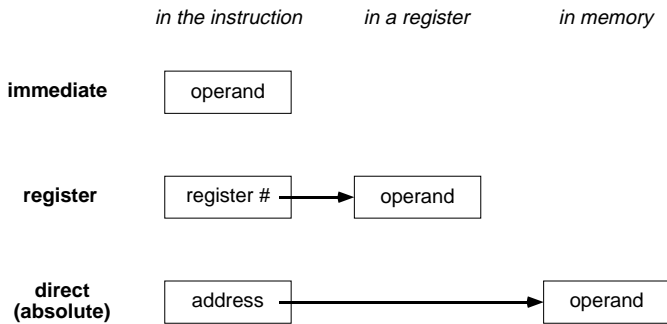 in the instruction in a register in memory
immediate operand
register register # operand
direct
(absolute) address operand